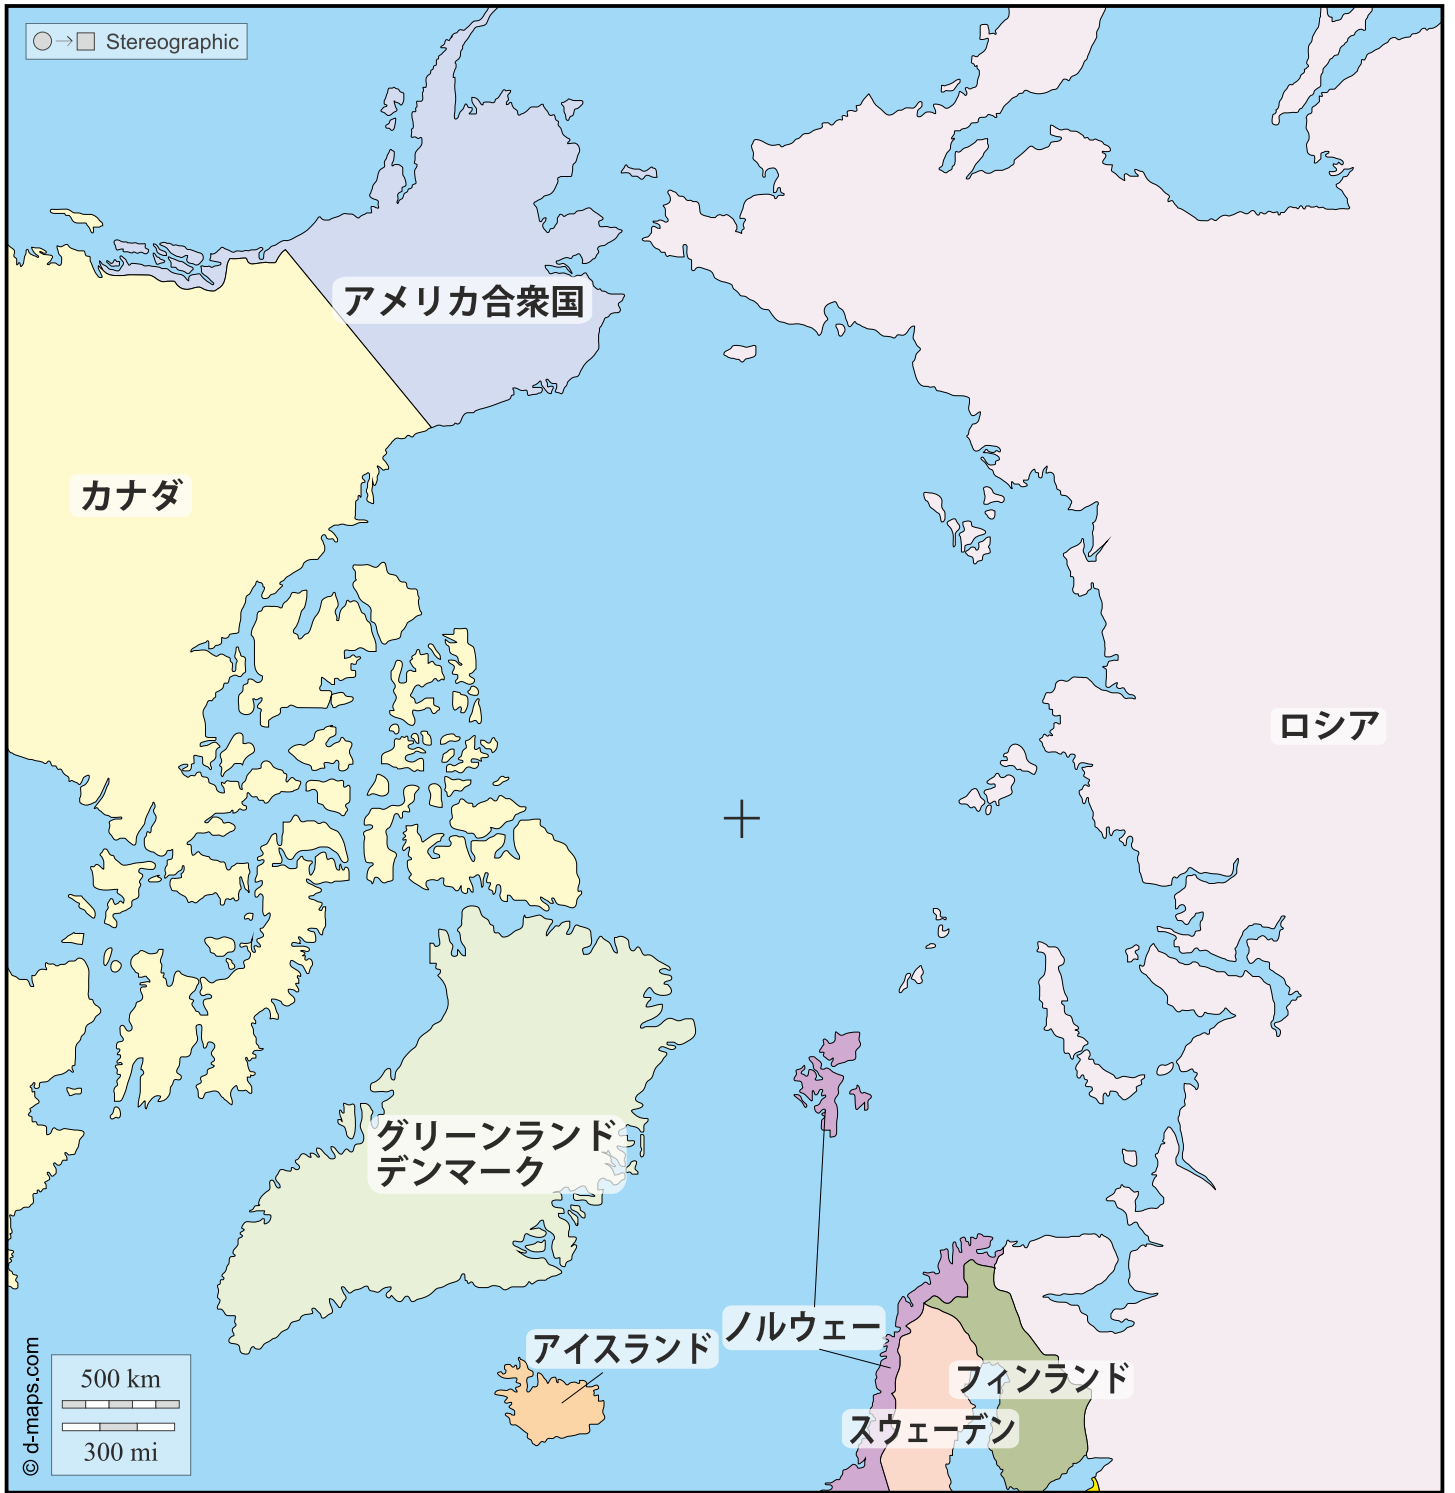 Stereographic
アメリカ合衆国
カナダ
ロシア
グリーンランド
デンマーク
ノルウェー
アイスランド
フィンランド
スウェーデン
500 km
300 mi
© d-maps.com